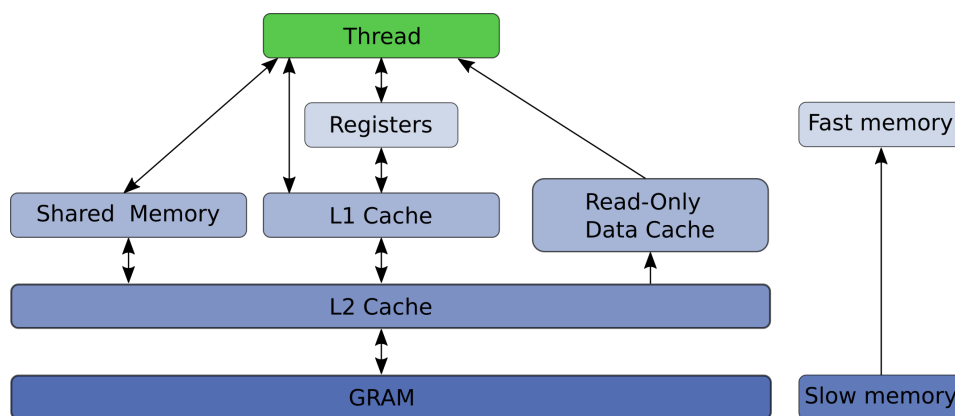 Thread
Registers
Fast memory
Shared  Memory
L1 Cache
Read-Only
Data Cache
L2 Cache
GRAM
Slow memory